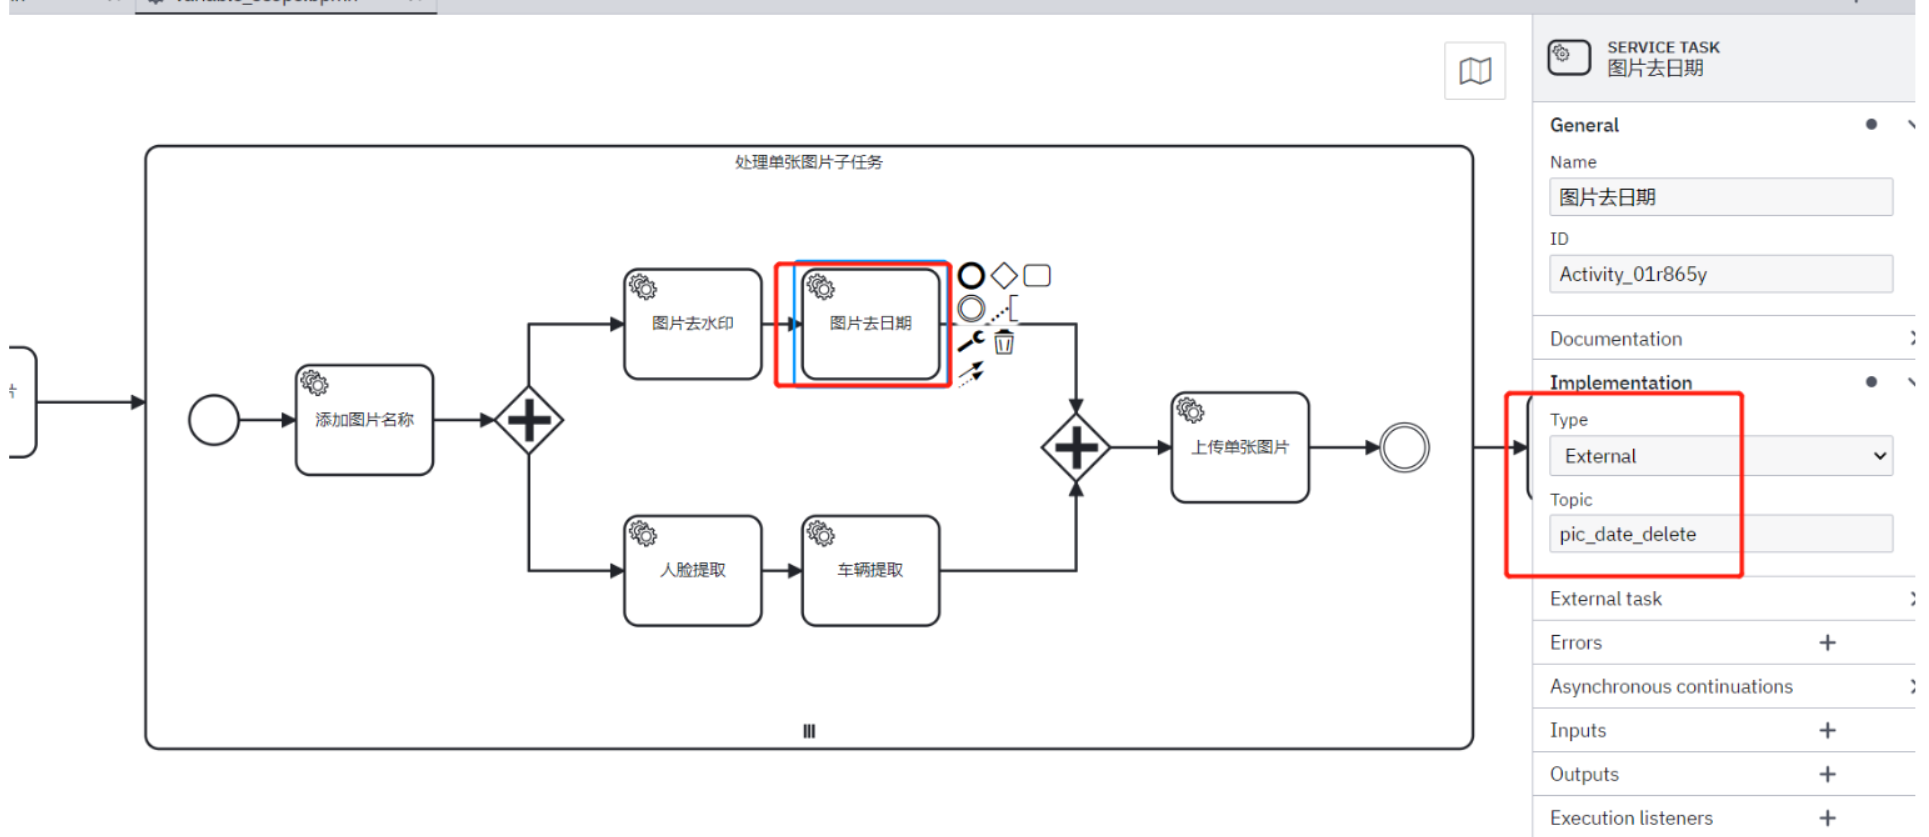 处理单张图片子任务
添加图片名称
图片去水印
图片去日期
人脸提取
车辆提取
上传单张图片
SERVICE TASK
图片去日期
General
Name
图片去日期
ID
Activity_01r865y
Documentation
Implementation
Type
External
Topic
pic_date_delete
External task
Errors
Asynchronous continuations
Inputs
Outputs
Execution listeners